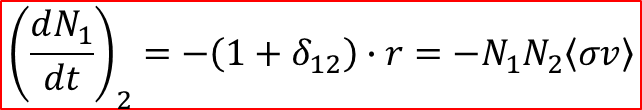 (dN₁/dt)₂ = −(1 + δ₁₂) · r = −N₁N₂⟨σv⟩